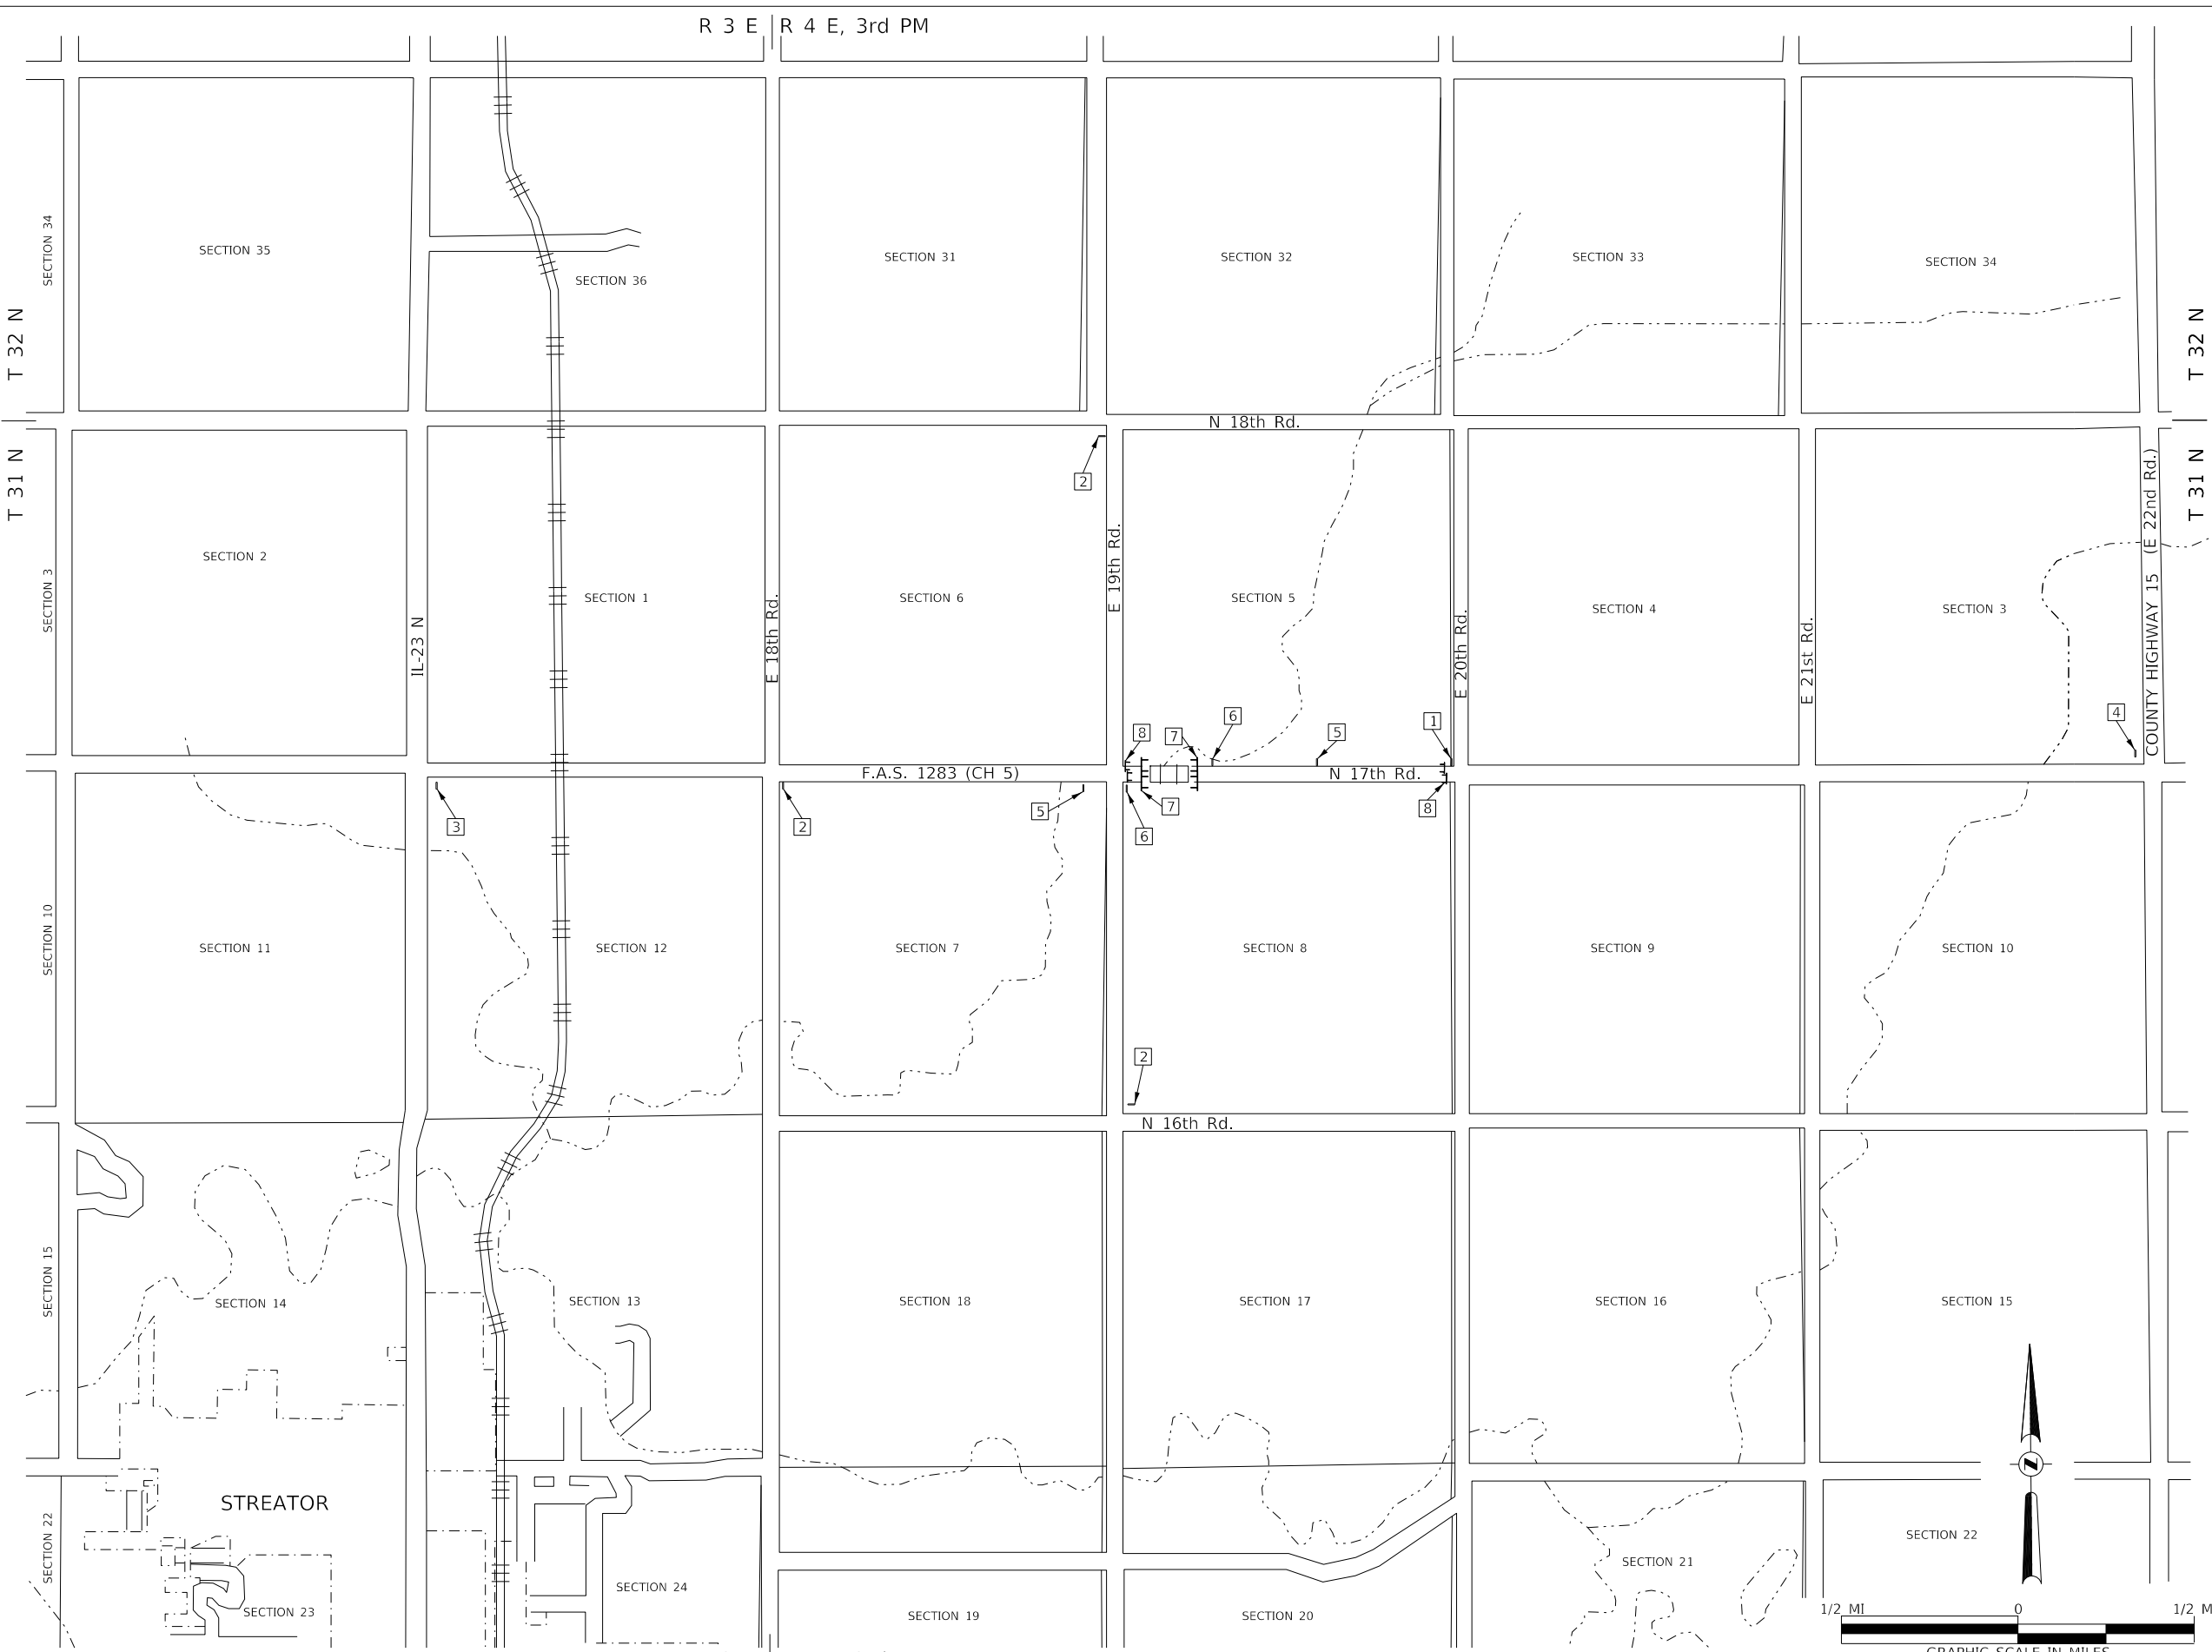 R 3 E R 4 E, 3rd PM
SECTION 34
SECTION 35
SECTION 36
SECTION 31
SECTION 32
SECTION 33
SECTION 34
T 32 N
T 32 N
N 18th Rd.
T 31 N
T 31 N
2
SECTION 3
SECTION 2
IL-23 N
SECTION 1
E 18th Rd.
SECTION 6
E 19th Rd.
SECTION 5
E 20th Rd.
SECTION 4
E 21st Rd.
SECTION 3
COUNTY HIGHWAY 15 (E 22nd Rd.)
8
7
6
5
1
4
F.A.S. 1283 (CH 5)
N 17th Rd.
3
2
5
7
6
8
SECTION 10
SECTION 11
SECTION 12
SECTION 7
SECTION 8
SECTION 9
SECTION 10
2
N 16th Rd.
SECTION 15
SECTION 14
SECTION 13
SECTION 18
SECTION 17
SECTION 16
SECTION 15
Z
STREATOR
SECTION 22
SECTION 23
SECTION 24
SECTION 19
SECTION 20
SECTION 21
SECTION 22
1/2 MI 0 1/2 M
GRAPHIC SCALE IN MILES